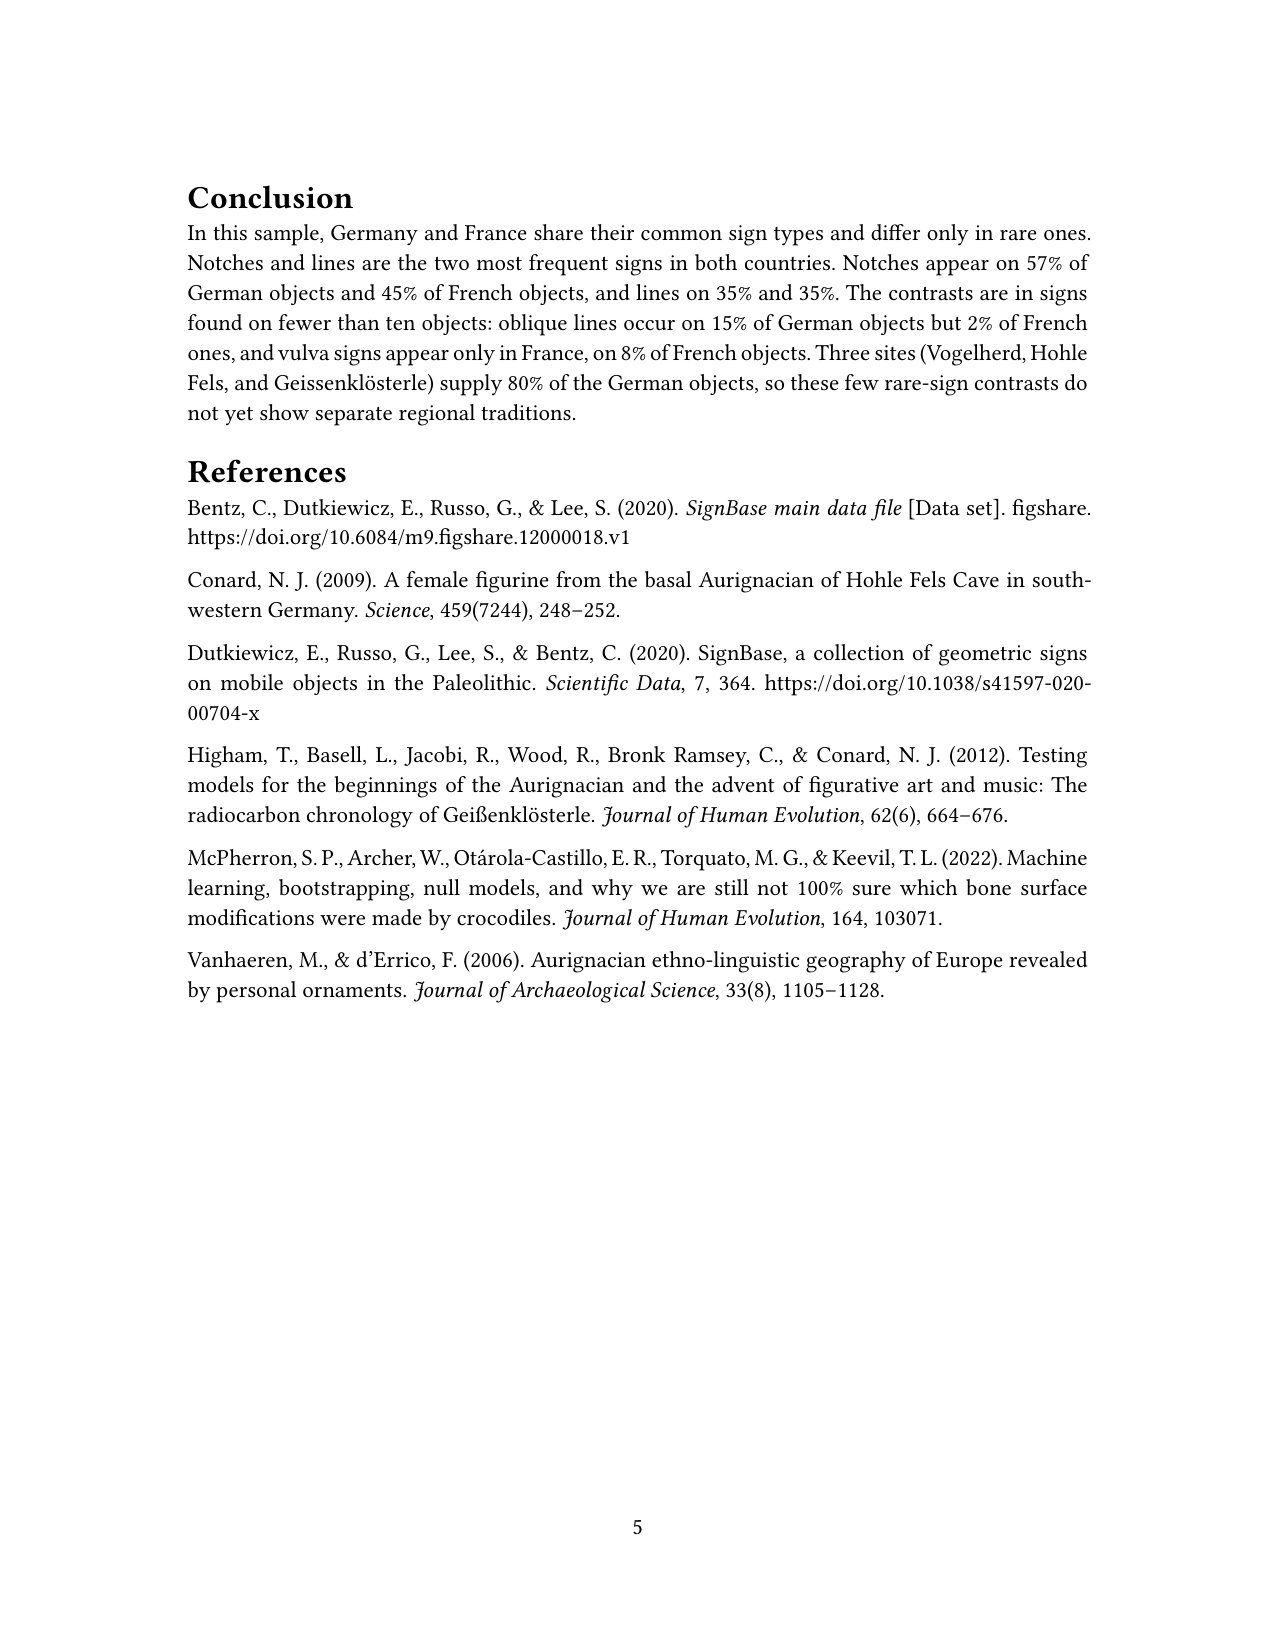 Conclusion
In this sample, Germany and France share their common sign types and differ only in rare ones.
Notches and lines are the two most frequent signs in both countries. Notches appear on 57% of
German objects and 45% of French objects, and lines on 35% and 35%. The contrasts are in signs
found on fewer than ten objects: oblique lines occur on 15% of German objects but 2% of French
ones, and vulva signs appear only in France, on 8% of French objects. Three sites (Vogelherd, Hohle
Fels, and Geissenklösterle) supply 80% of the German objects, so these few rare-sign contrasts do
not yet show separate regional traditions.
References
Bentz, C., Dutkiewicz, E., Russo, G., & Lee, S. (2020). SignBase main data file [Data set]. figshare.
https://doi.org/10.6084/m9.figshare.12000018.v1
Conard, N. J. (2009). A female figurine from the basal Aurignacian of Hohle Fels Cave in south-
western Germany. Science, 459(7244), 248–252.
Dutkiewicz, E., Russo, G., Lee, S., & Bentz, C. (2020). SignBase, a collection of geometric signs
on mobile objects in the Paleolithic. Scientific Data, 7, 364. https://doi.org/10.1038/s41597-020-
00704-x
Higham, T., Basell, L., Jacobi, R., Wood, R., Bronk Ramsey, C., & Conard, N. J. (2012). Testing
models for the beginnings of the Aurignacian and the advent of figurative art and music: The
radiocarbon chronology of Geißenklösterle. Journal of Human Evolution, 62(6), 664–676.
McPherron, S. P., Archer, W., Otárola-Castillo, E. R., Torquato, M. G., & Keevil, T. L. (2022). Machine
learning, bootstrapping, null models, and why we are still not 100% sure which bone surface
modifications were made by crocodiles. Journal of Human Evolution, 164, 103071.
Vanhaeren, M., & d’Errico, F. (2006). Aurignacian ethno-linguistic geography of Europe revealed
by personal ornaments. Journal of Archaeological Science, 33(8), 1105–1128.
5